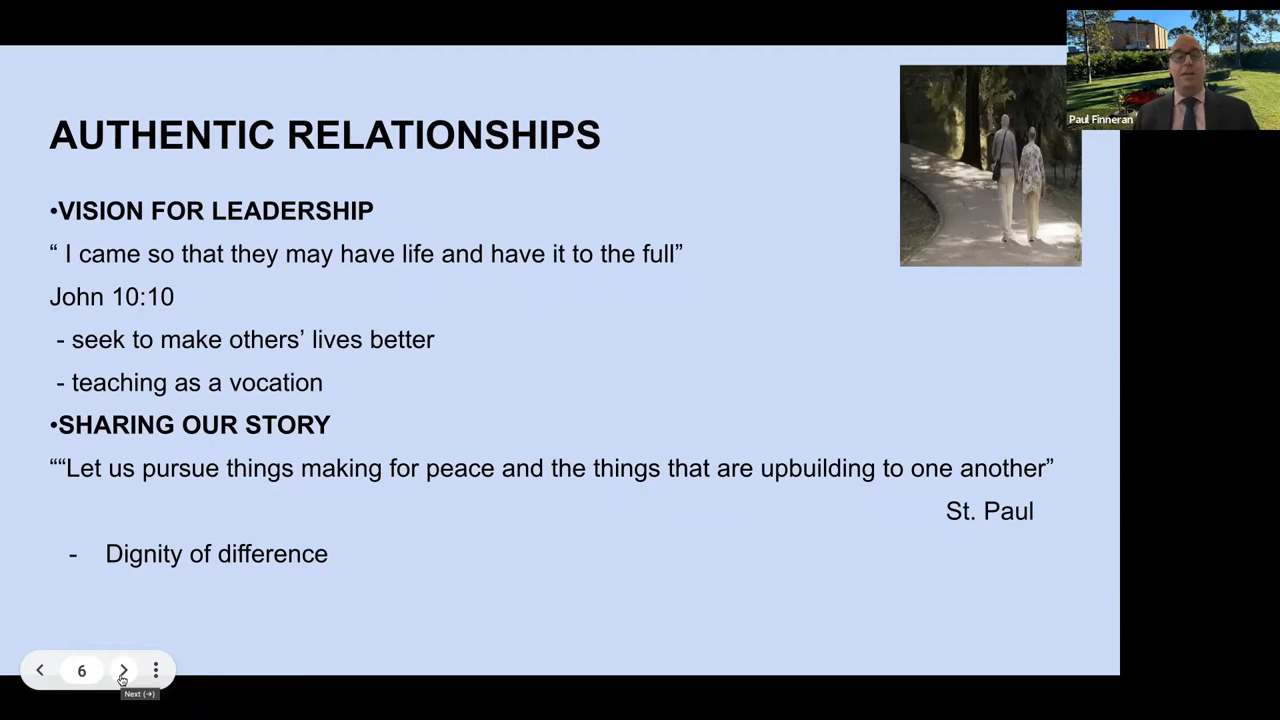 AUTHENTIC RELATIONSHIPS
•VISION FOR LEADERSHIP
“ I came so that they may have life and have it to the full”
John 10:10
- seek to make others’ lives better
- teaching as a vocation
•SHARING OUR STORY
““Let us pursue things making for peace and the things that are upbuilding to one another”
St. Paul
- Dignity of difference
Paul Finneran
6
Next (→)